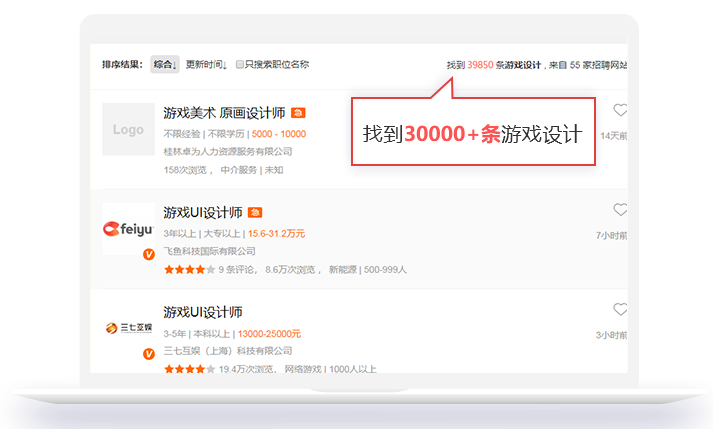 排序结果： 综合↓ 更新时间↓ 只搜索职位名称 找到 39850 条游戏设计，来自 55 家招聘网站
找到30000+条游戏设计
Logo
游戏美术 原画设计师 急
不限经验 | 不限学历 | 5000 - 10000
14天前
桂林卓为人力资源服务有限公司
158次浏览， 中介服务 | 未知
feiyu
V
游戏UI设计师 急
3年以上 | 大专以上 | 15.6-31.2万元
7小时前
飞鱼科技国际有限公司
9 条评论， 8.6万次浏览， 新能源 | 500-999人
三七互娱
V
游戏UI设计师
3-5年 | 本科以上 | 13000-25000元
3小时前
三七互娱（上海）科技有限公司
19.4万次浏览， 网络游戏 | 1000人以上